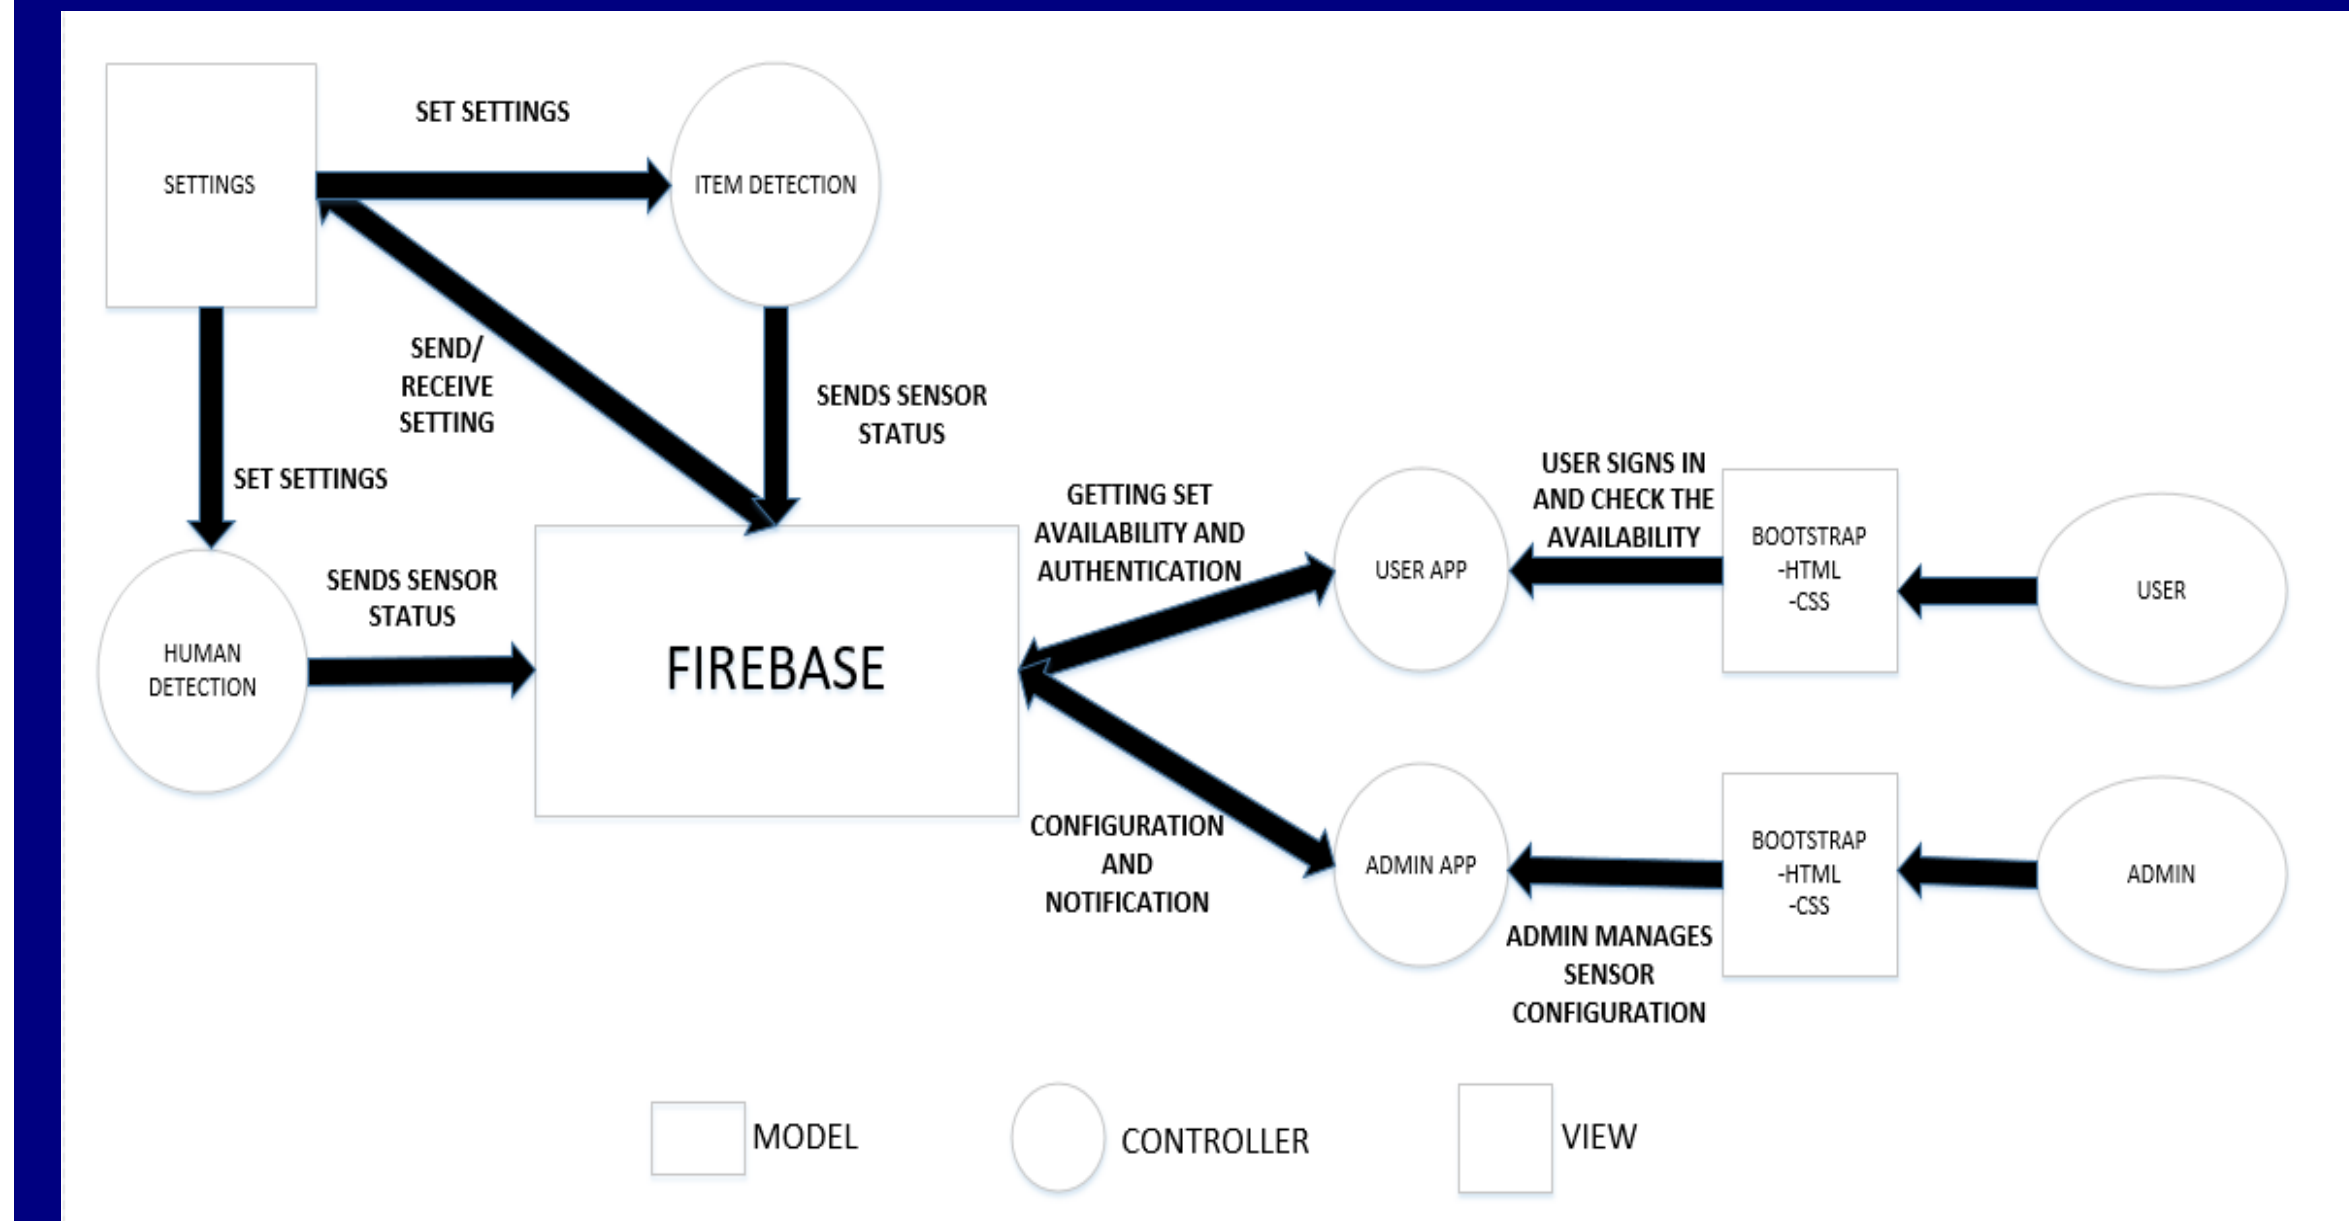 SET SETTINGS
SETTINGS
ITEM DETECTION
SEND/
RECEIVE
SETTING
SENDS SENSOR
STATUS
SET SETTINGS
HUMAN
DETECTION
SENDS SENSOR
STATUS
FIREBASE
GETTING SET
AVAILABILITY AND
AUTHENTICATION
USER APP
USER SIGNS IN
AND CHECK THE
AVAILABILITY
BOOTSTRAP
-HTML
-CSS
USER
CONFIGURATION
AND
NOTIFICATION
ADMIN APP
ADMIN MANAGES
SENSOR
CONFIGURATION
BOOTSTRAP
-HTML
-CSS
ADMIN
MODEL
CONTROLLER
VIEW